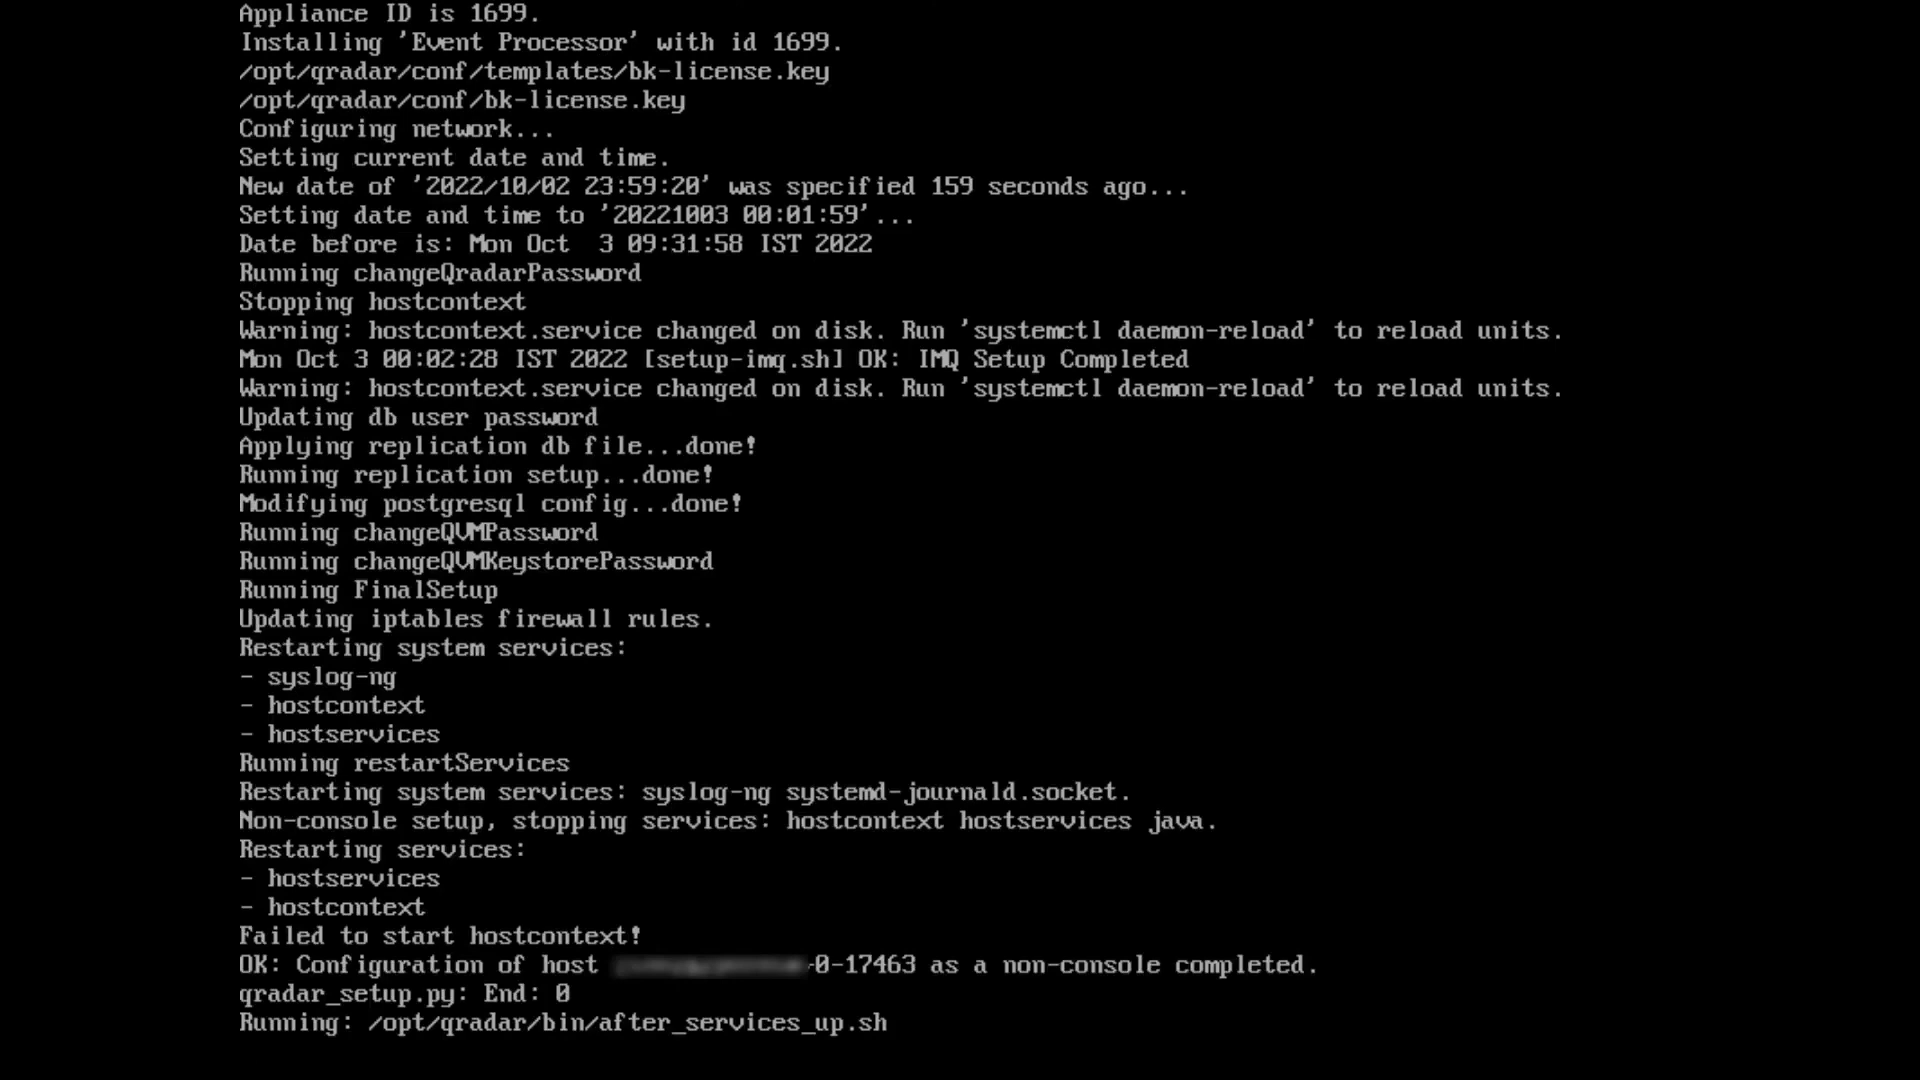 Appliance ID is 1699.
Installing 'Event Processor' with id 1699.
/opt/qradar/conf/templates/bk-license.key
/opt/qradar/conf/bk-license.key
Configuring network...
Setting current date and time.
New date of '2022/10/02 23:59:20' was specified 159 seconds ago...
Setting date and time to '20221003 00:01:59'...
Date before is: Mon Oct  3 09:31:58 IST 2022
Running changeQradarPassword
Stopping hostcontext
Warning: hostcontext.service changed on disk. Run 'systemctl daemon-reload' to reload units.
Mon Oct 3 00:02:28 IST 2022 [setup-imq.sh] OK: IMQ Setup Completed
Warning: hostcontext.service changed on disk. Run 'systemctl daemon-reload' to reload units.
Updating db user password
Applying replication db file...done!
Running replication setup...done!
Modifying postgresql config...done!
Running changeQVMPassword
Running changeQVMKeystorePassword
Running FinalSetup
Updating iptables firewall rules.
Restarting system services:
- syslog-ng
- hostcontext
- hostservices
Running restartServices
Restarting system services: syslog-ng systemd-journald.socket.
Non-console setup, stopping services: hostcontext hostservices java.
Restarting services:
- hostservices
- hostcontext
Failed to start hostcontext!
OK: Configuration of host -0-17463 as a non-console completed.
qradar_setup.py: End: 0
Running: /opt/qradar/bin/after_services_up.sh